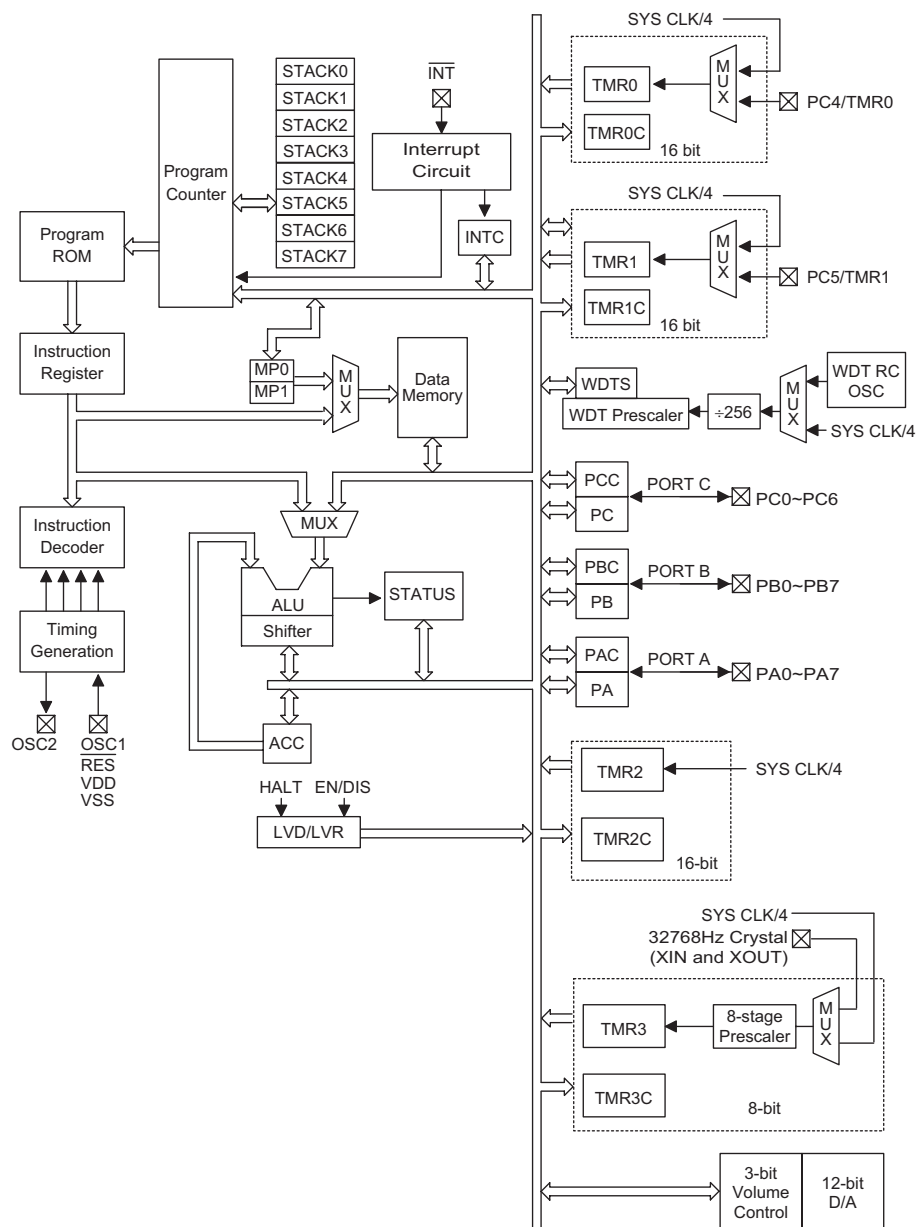 SYS CLK/4
TMR0
MUX
PC4/TMR0
TMR0C
16 bit
STACK0
STACK1
STACK2
STACK3
STACK4
STACK5
STACK6
STACK7
INT
Interrupt
Circuit
INTC
Program
Counter
Program
ROM
SYS CLK/4
TMR1
MUX
PC5/TMR1
TMR1C
16 bit
Instruction
Register
MP0
MP1
MUX
Data
Memory
WDTS
WDT Prescaler
÷256
MUX
WDT RC
OSC
SYS CLK/4
PCC
PC
PORT C
PC0~PC6
MUX
Instruction
Decoder
PBC
PB
PORT B
PB0~PB7
ALU
Shifter
STATUS
Timing
Generation
PAC
PA
PORT A
PA0~PA7
OSC2
OSC1
RES
VDD
VSS
ACC
HALT
EN/DIS
LVD/LVR
TMR2
SYS CLK/4
TMR2C
16-bit
SYS CLK/4
32768Hz Crystal
(XIN and XOUT)
TMR3
8-stage
Prescaler
MUX
TMR3C
8-bit
3-bit
Volume
Control
12-bit
D/A